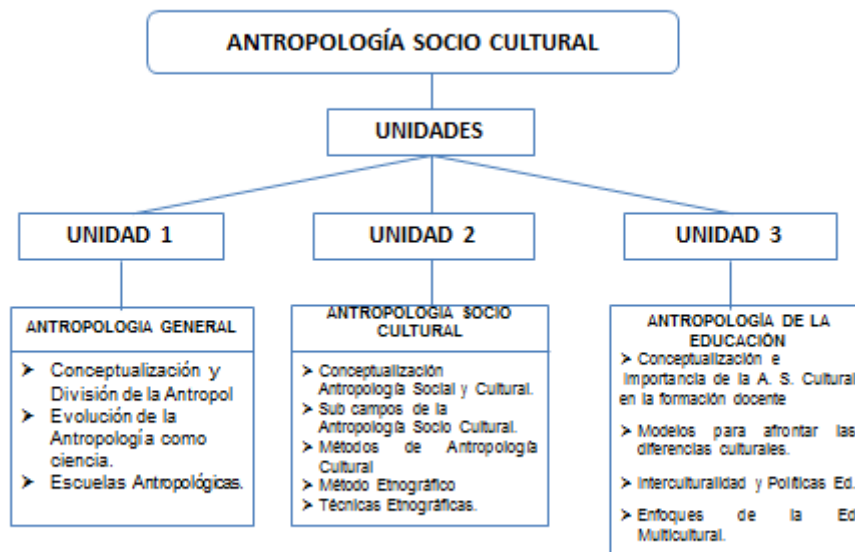 ANTROPOLOGÍA SOCIO CULTURAL
UNIDADES
UNIDAD 1
ANTROPOLOGIA GENERAL
➤ Conceptualización y
División de la Antropol
➤ Evolución de la
Antropología como
ciencia.
➤ Escuelas Antropológicas.
UNIDAD 2
ANTROPOLOGIA SOCIO
CULTURAL
➤ Conceptualización
Antropología Social y Cultural.
➤ Sub campos de la
Antropología Socio Cultural.
➤ Métodos de Antropología
Cultural
➤ Método Etnográfico
➤ Técnicas Etnográficas.
UNIDAD 3
ANTROPOLOGÍA DE LA
EDUCACIÓN
➤ Conceptualización e
Importancia de la A. S. Cultural
en la formación docente
➤ Modelos para afrontar las
diferencias culturales.
➤ Interculturalidad y Políticas Ed.
➤ Enfoques de la Ed
Multicultural.